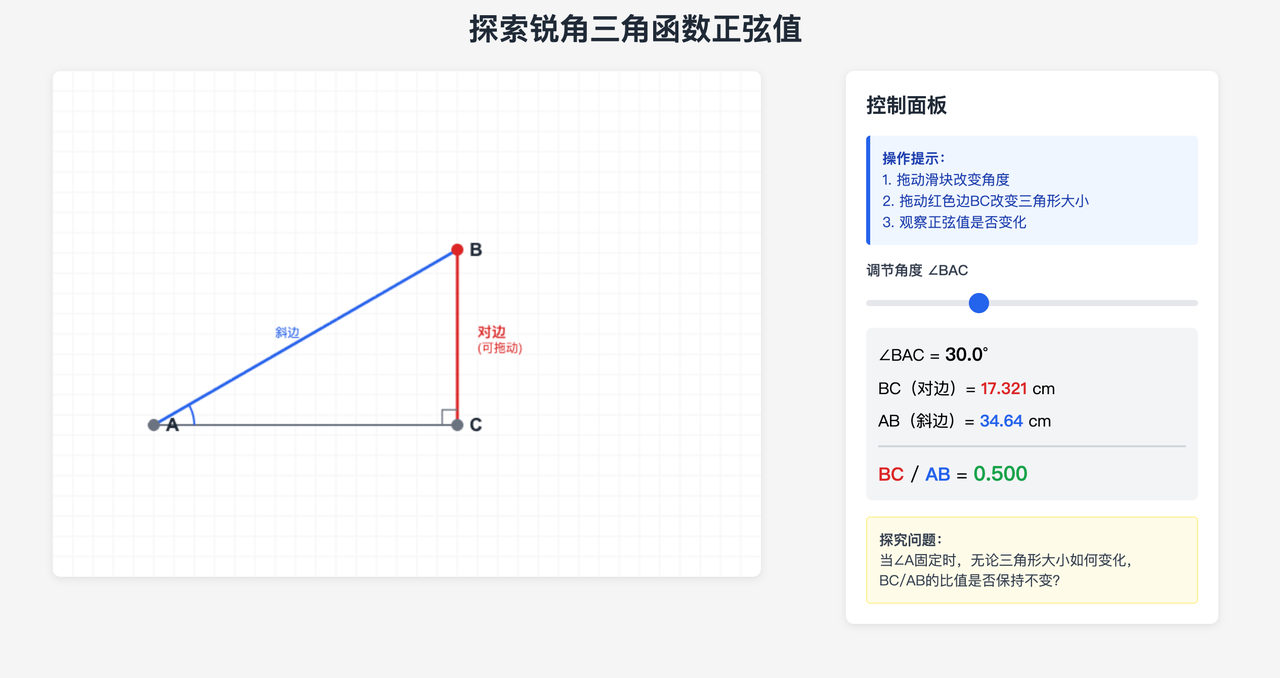 探索锐角三角函数正弦值
B
斜边
对边
(可拖动)
A
C
控制面板
操作提示：
1. 拖动滑块改变角度
2. 拖动红色边BC改变三角形大小
3. 观察正弦值是否变化
调节角度 ∠BAC
∠BAC = 30.0°
BC（对边）= 17.321 cm
AB（斜边）= 34.64 cm
BC / AB = 0.500
探究问题：
当∠A固定时，无论三角形大小如何变化，
BC/AB的比值是否保持不变?